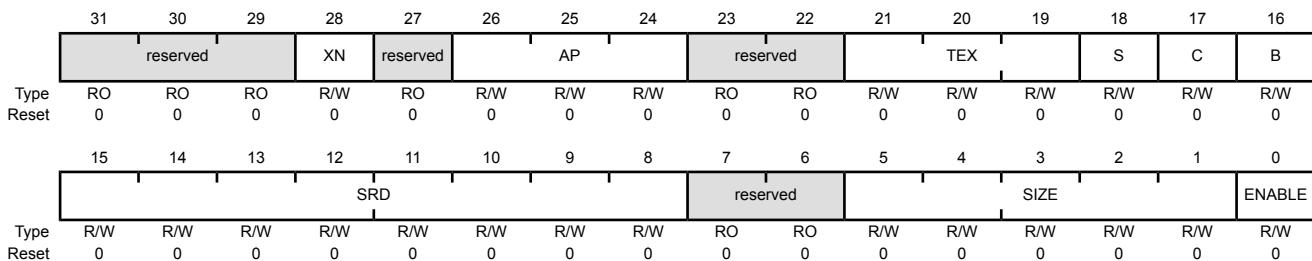 31 30 29 28 27 26 25 24 23 22 21 20 19 18 17 16
reserved XN reserved AP reserved TEX S C B
Type RO RO RO R/W RO R/W R/W R/W RO RO R/W R/W R/W R/W R/W R/W
Reset 0 0 0 0 0 0 0 0 0 0 0 0 0 0 0 0
15 14 13 12 11 10 9 8 7 6 5 4 3 2 1 0
SRD reserved SIZE ENABLE
Type R/W R/W R/W R/W R/W R/W R/W R/W RO RO R/W R/W R/W R/W R/W R/W
Reset 0 0 0 0 0 0 0 0 0 0 0 0 0 0 0 0